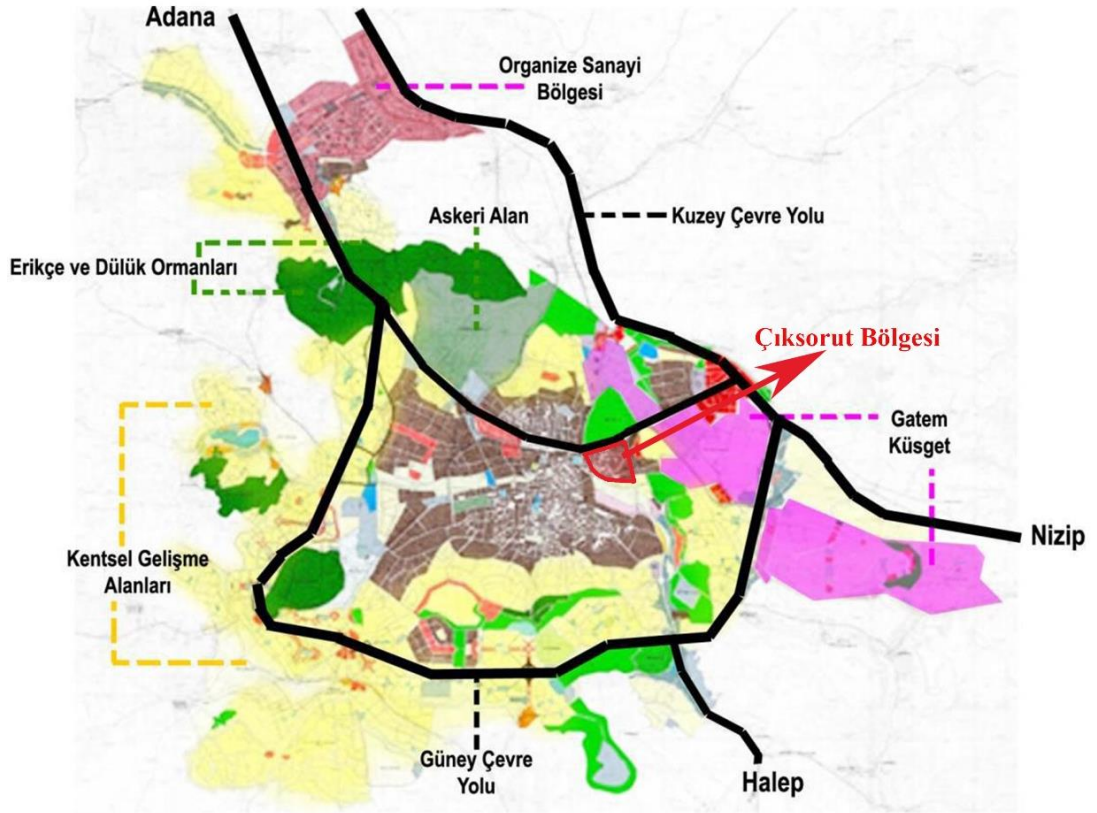 Adana
Organize Sanayi
Bölgesi
Askeri Alan
Kuzey Çevre Yolu
Erikçe ve Dülük Ormanları
Çıksorut Bölgesi
Gatem
Küsget
Nizip
Kentsel Gelişme
Alanları
Güney Çevre
Yolu
Halep